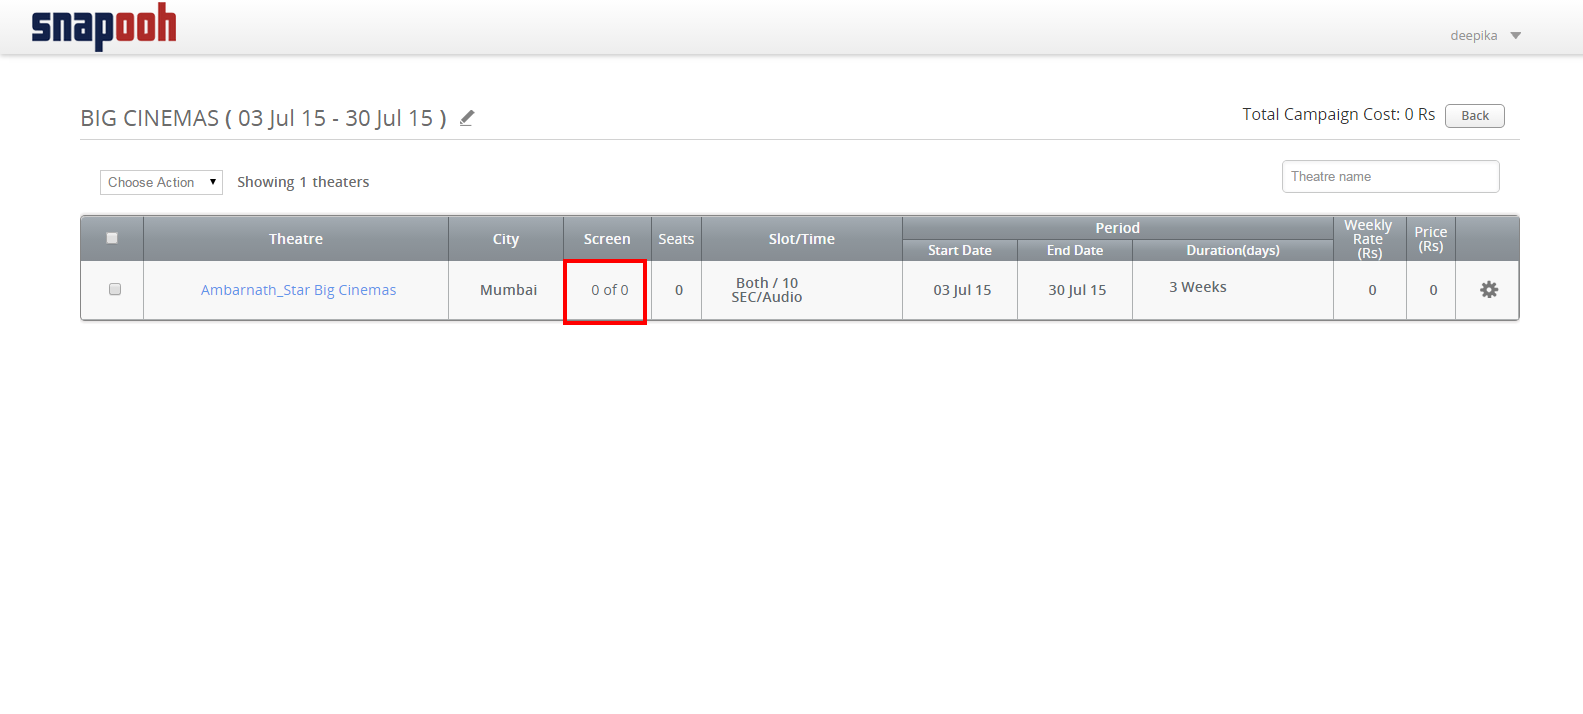 snapooh
deepika
BIG CINEMAS ( 03 Jul 15 - 30 Jul 15 )
Total Campaign Cost: 0 Rs
Back
Choose Action
Showing 1 theaters
Theatre name
Theatre
City
Screen
Seats
Slot/Time
Period
Start Date
End Date
Duration(days)
Weekly
Rate
(Rs)
Price
(Rs)
Ambarnath_Star Big Cinemas
Mumbai
0 of 0
0
Both / 10
SEC/Audio
03 Jul 15
30 Jul 15
3 Weeks
0
0